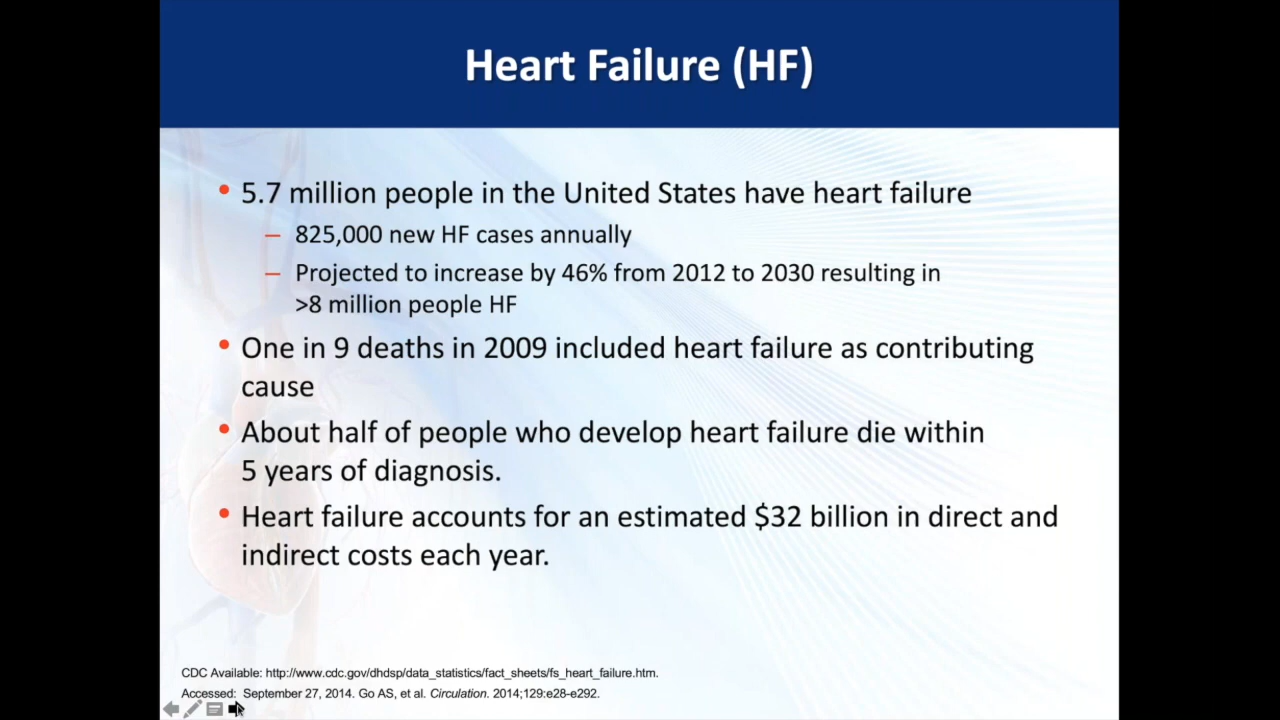 Heart Failure (HF)
• 5.7 million people in the United States have heart failure
– 825,000 new HF cases annually
– Projected to increase by 46% from 2012 to 2030 resulting in
>8 million people HF
• One in 9 deaths in 2009 included heart failure as contributing
cause
• About half of people who develop heart failure die within
5 years of diagnosis.
• Heart failure accounts for an estimated $32 billion in direct and
indirect costs each year.
CDC Available: http://www.cdc.gov/dhdsp/data_statistics/fact_sheets/fs_heart_failure.htm.
Accessed: September 27, 2014. Go AS, et al. Circulation. 2014;129:e28-e292.